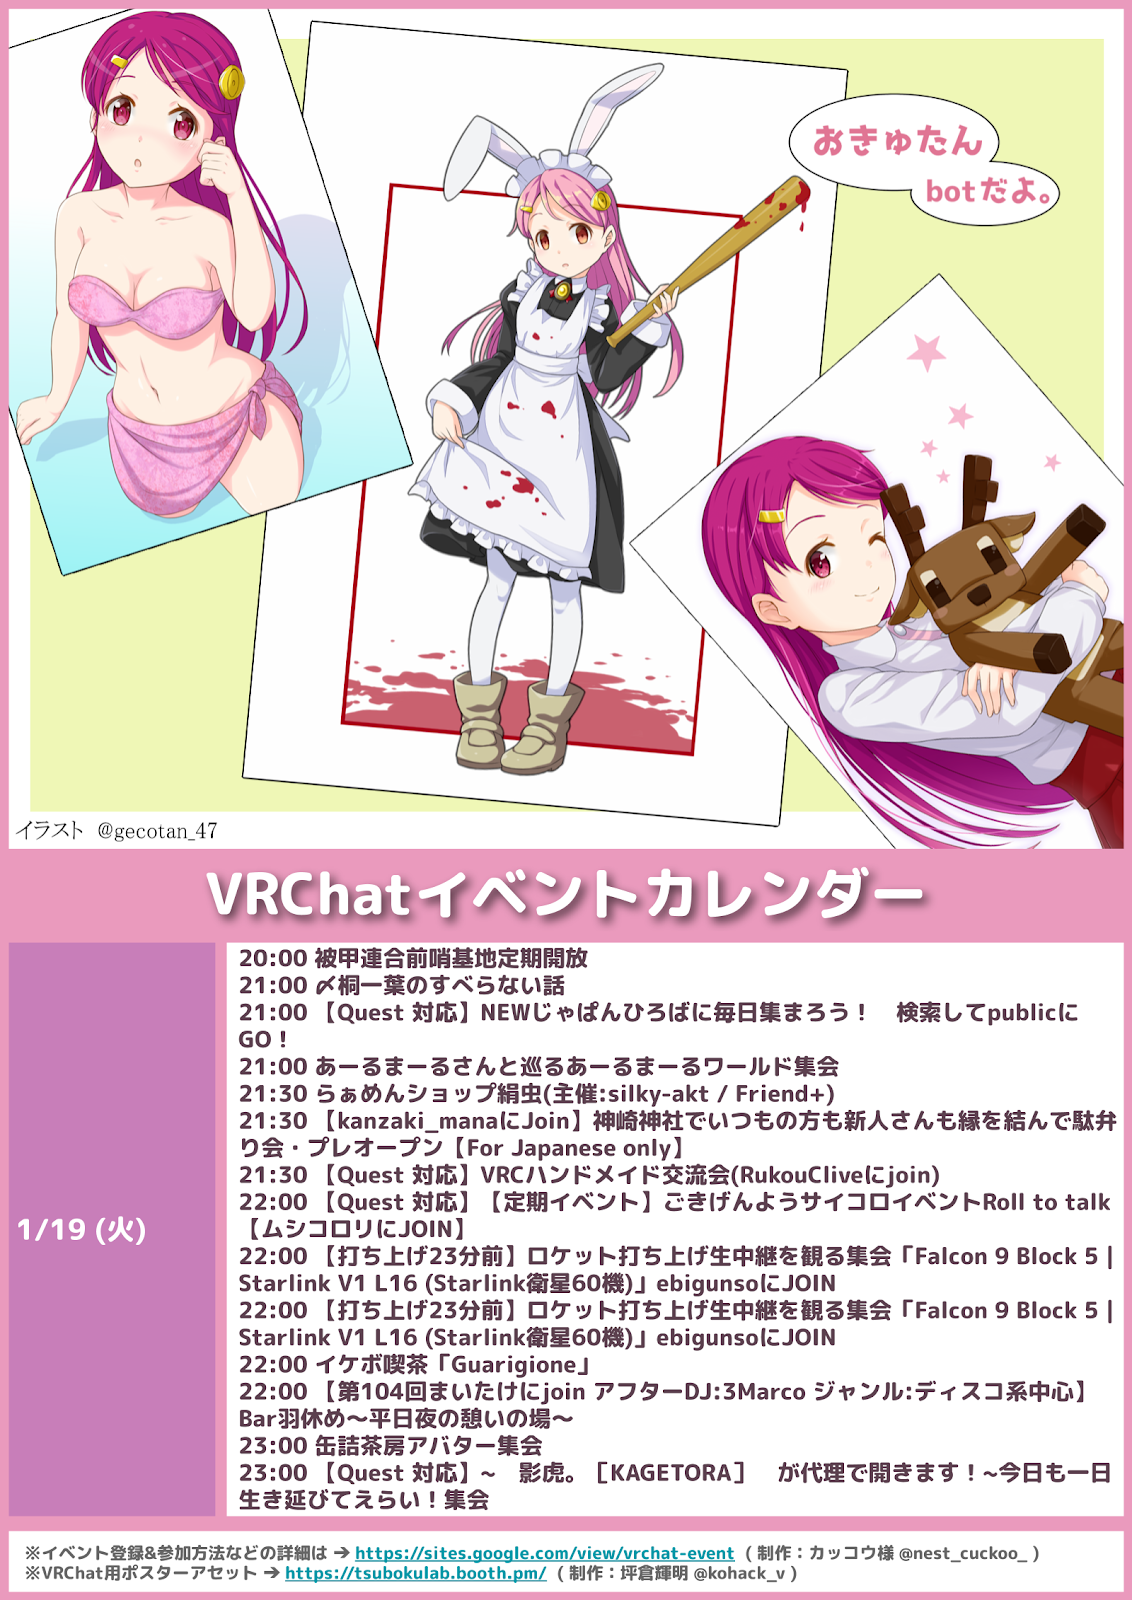 おきゅたん
botだよ。
イラスト @gecotan_47
VRChatイベントカレンダー
1/19 (火)
20:00 被甲連合前哨基地定期開放
21:00 〆桐一葉のすべらない話
21:00 【Quest 対応】NEWじゃぱんひろばに毎日集まろう！　検索してpublicに
GO！
21:00 あーるまーるさんと巡るあーるまーるワールド集会
21:30 らぁめんショップ絹虫(主催:silky-akt / Friend+)
21:30 【kanzaki_manaにJoin】神崎神社でいつもの方も新人さんも縁を結んで駄弁
り会・プレオープン【For Japanese only】
21:30 【Quest 対応】VRCハンドメイド交流会(RukouCliveにjoin)
22:00 【Quest 対応】【定期イベント】ごきげんようサイコロイベントRoll to talk
【ムシコロリにJOIN】
22:00 【打ち上げ23分前】ロケット打ち上げ生中継を観る集会「Falcon 9 Block 5 |
Starlink V1 L16 (Starlink衛星60機)」ebigunsoにJOIN
22:00 【打ち上げ23分前】ロケット打ち上げ生中継を観る集会「Falcon 9 Block 5 |
Starlink V1 L16 (Starlink衛星60機)」ebigunsoにJOIN
22:00 イケボ喫茶「Guarigione」
22:00 【第104回まいたけにjoin アフターDJ:3Marco ジャンル:ディスコ系中心】
Bar羽休め〜平日夜の憩いの場〜
23:00 缶詰茶房アバター集会
23:00 【Quest 対応】~　影虎。［KAGETORA］　が代理で開きます！~今日も一日
生き延びてえらい！集会
※イベント登録&参加方法などの詳細は → https://sites.google.com/view/vrchat-event ( 制作：カッコウ様 @nest_cuckoo_ )
※VRChat用ポスターアセット → https://tsubokulab.booth.pm/ ( 制作：坪倉輝明 @kohack_v )